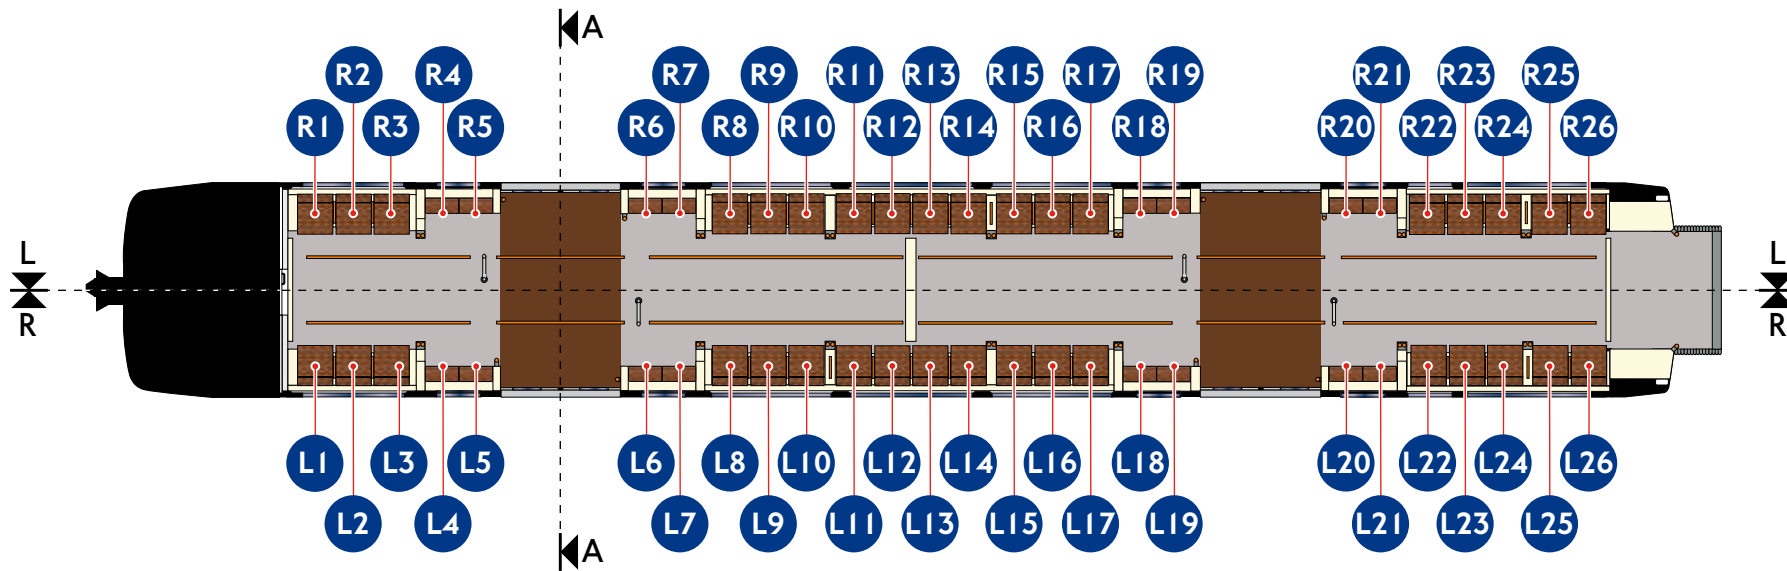 A
R2 R4 R7 R9 R11 R13 R15 R17 R19 R21 R23 R25
R1 R3 R5 R6 R8 R10 R12 R14 R16 R18 R20 R22 R24 R26
L L
R R
L1 L3 L5 L6 L8 L10 L12 L14 L16 L18 L20 L22 L24 L26
L2 L4 L7 L9 L11 L13 L15 L17 L19 L21 L23 L25
A